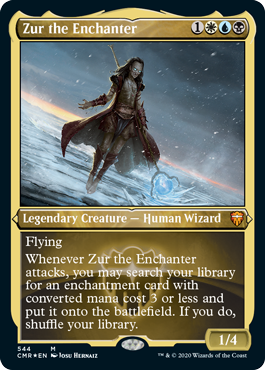 Zur the Enchanter 1
Legendary Creature — Human Wizard
Flying
Whenever Zur the Enchanter
attacks, you may search your library
for an enchantment card with
converted mana cost 3 or less and
put it onto the battlefield. If you do,
shuffle your library.
1/4
544 M
CMR ★ EN Josu Hernaiz
™ & © 2020 Wizards of the Coast